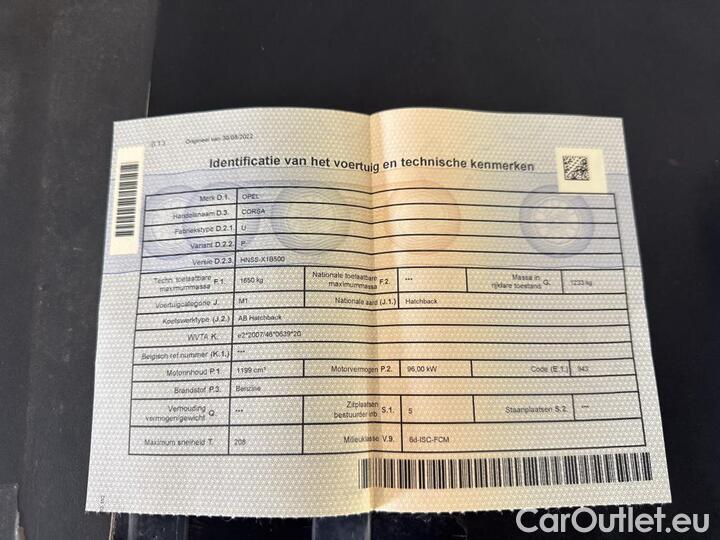 (I.T.) Origineel van 30/08/2022
Identificatie van het voertuig en technische kenmerken
Merk D.1. OPEL
Handelsnaam D.3. CORSA
Fabriekstype D.2.1. U
Variant D.2.2. P
Versie D.2.3. HNSS-X1B500
Techn. toelaatbare maximummassa F.1. 1650 kg Nationale toelaatbare maximummassa F.2. *** Massa in rijklare toestand G. 1233 kg
Voertuigcategorie J. M1 Nationale aard (J.1.) Hatchback
Koetswerktype (J.2.) AB Hatchback
WVTA K. e2*2007/46*0639*20
Belgisch ref nummer (K.1.) ***
Motorinhoud P.1. 1199 cm³ Motorvermogen P.2. 96,00 kW Code (E.1.) 943
Brandstof P.3. Benzine
Verhouding vermogen/gewicht Q. *** Zitplaatsen bestuurder inb. S.1. 5 Staanplaatsen S.2. ***
Maximum snelheid T. 208 Milieuklasse V.9. 6d-ISC-FCM
CarOutlet.eu